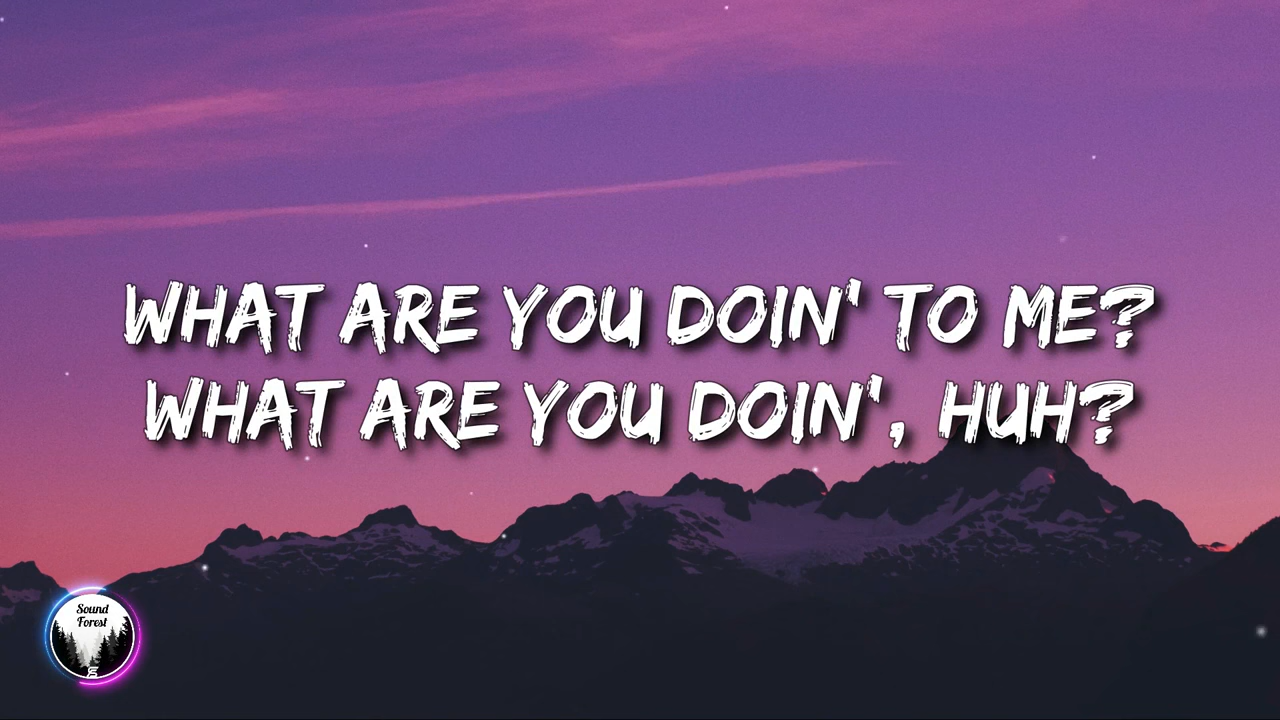 WHAT ARE YOU DOIN' TO ME?
WHAT ARE YOU DOIN', HUH?
Sound
Forest